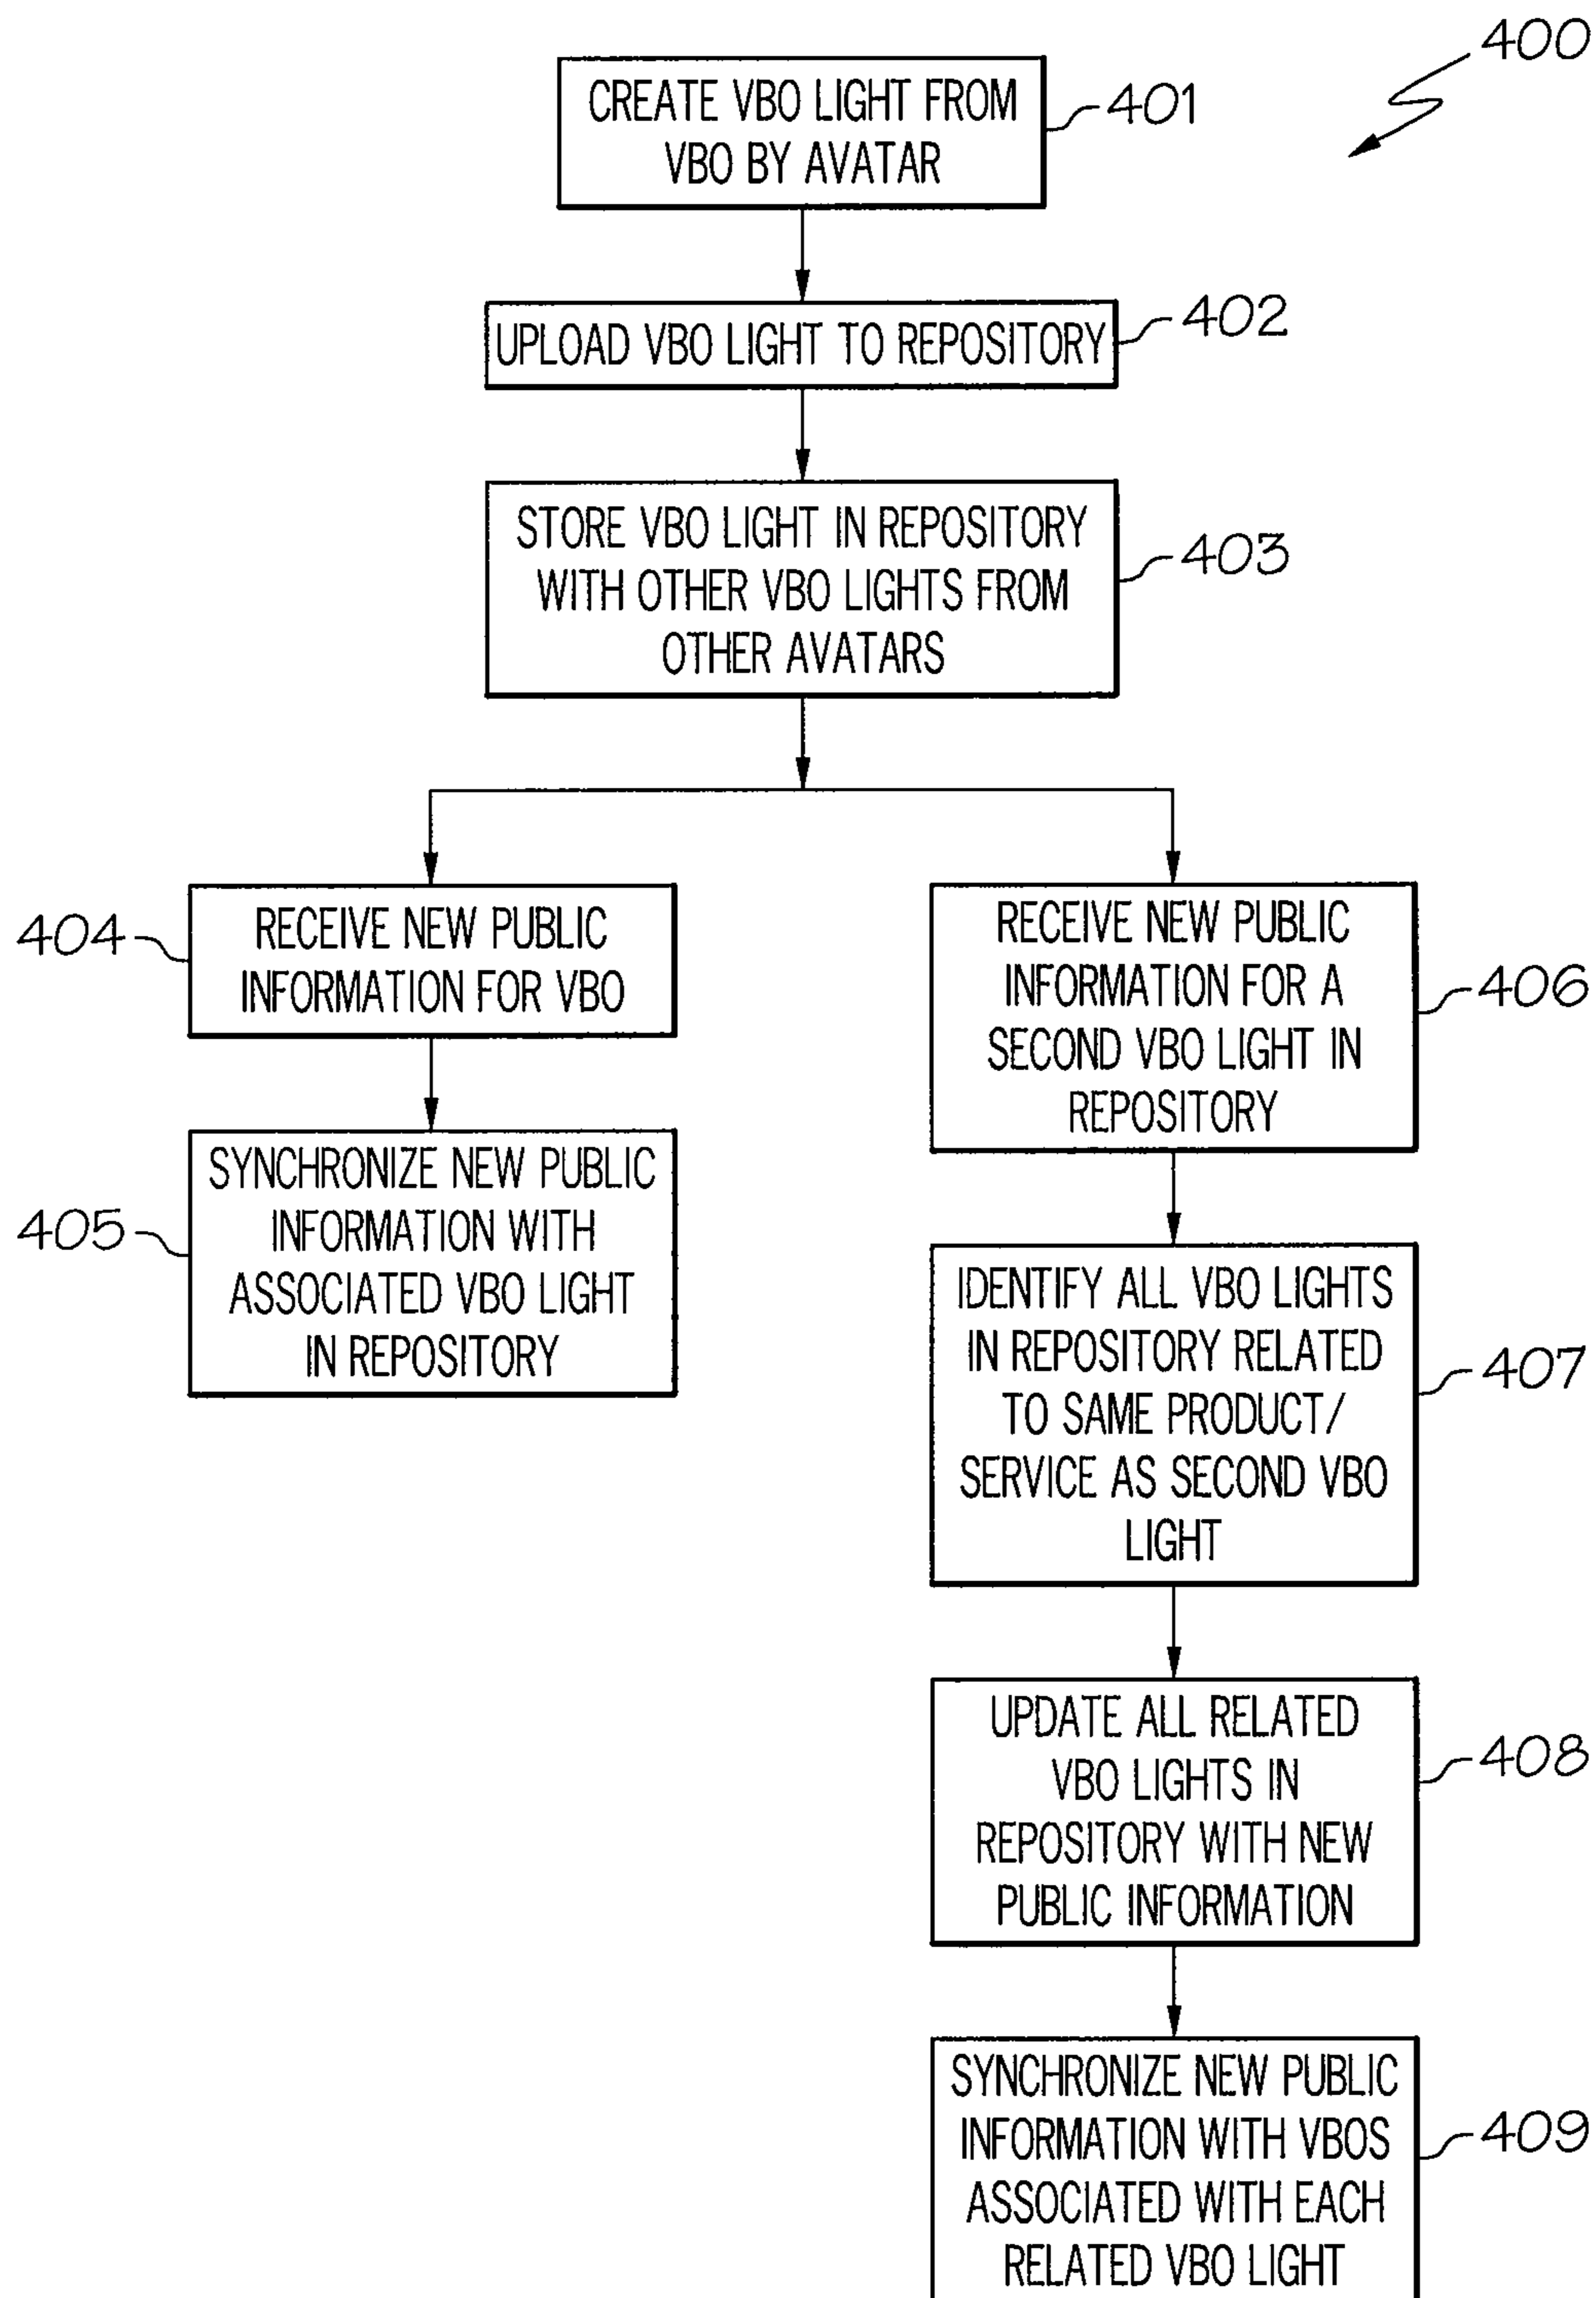 400
CREATE VBO LIGHT FROM
VBO BY AVATAR
401
UPLOAD VBO LIGHT TO REPOSITORY
402
STORE VBO LIGHT IN REPOSITORY
WITH OTHER VBO LIGHTS FROM
OTHER AVATARS
403
404
RECEIVE NEW PUBLIC
INFORMATION FOR VBO
405
SYNCHRONIZE NEW PUBLIC
INFORMATION WITH
ASSOCIATED VBO LIGHT
IN REPOSITORY
RECEIVE NEW PUBLIC
INFORMATION FOR A
SECOND VBO LIGHT IN
REPOSITORY
406
IDENTIFY ALL VBO LIGHTS
IN REPOSITORY RELATED
TO SAME PRODUCT/
SERVICE AS SECOND VBO
LIGHT
407
UPDATE ALL RELATED
VBO LIGHTS IN
REPOSITORY WITH NEW
PUBLIC INFORMATION
408
SYNCHRONIZE NEW PUBLIC
INFORMATION WITH VBOS
ASSOCIATED WITH EACH
RELATED VBO LIGHT
409